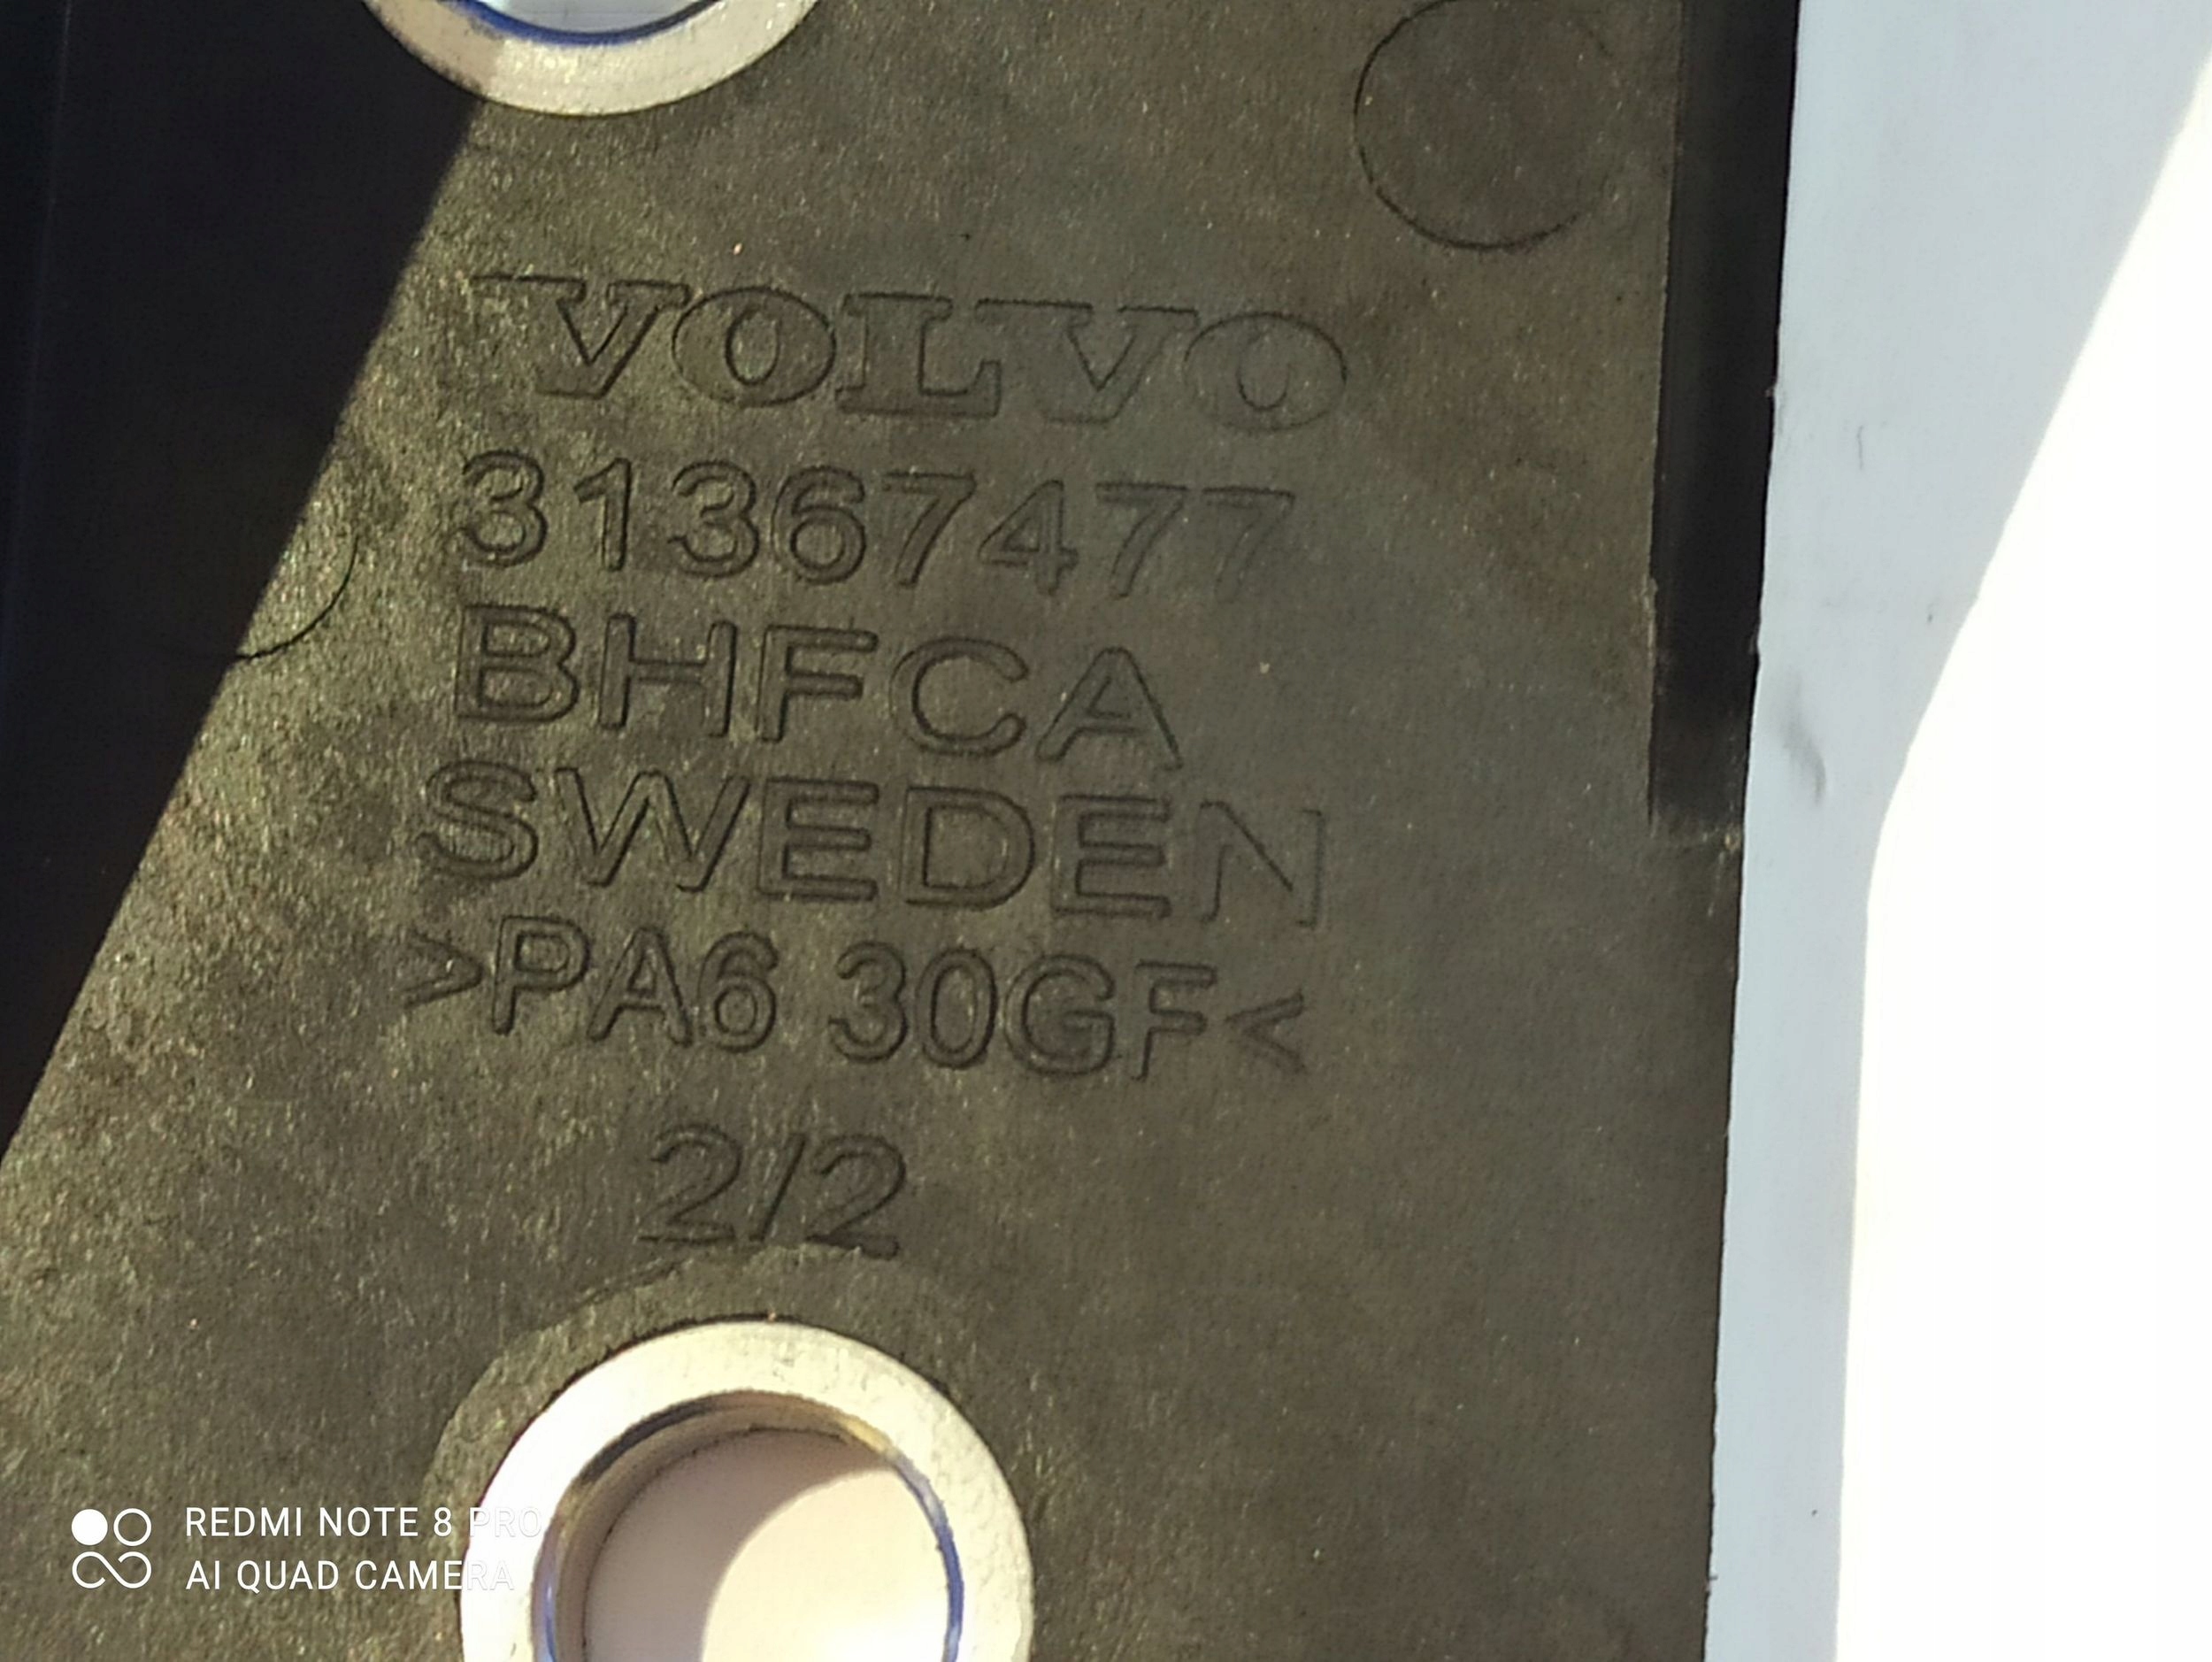 VOLVO
31367477
BHFCA
SWEDEN
>PA6 30GF<
2/2
REDMI NOTE 8 PRO
AI QUAD CAMERA